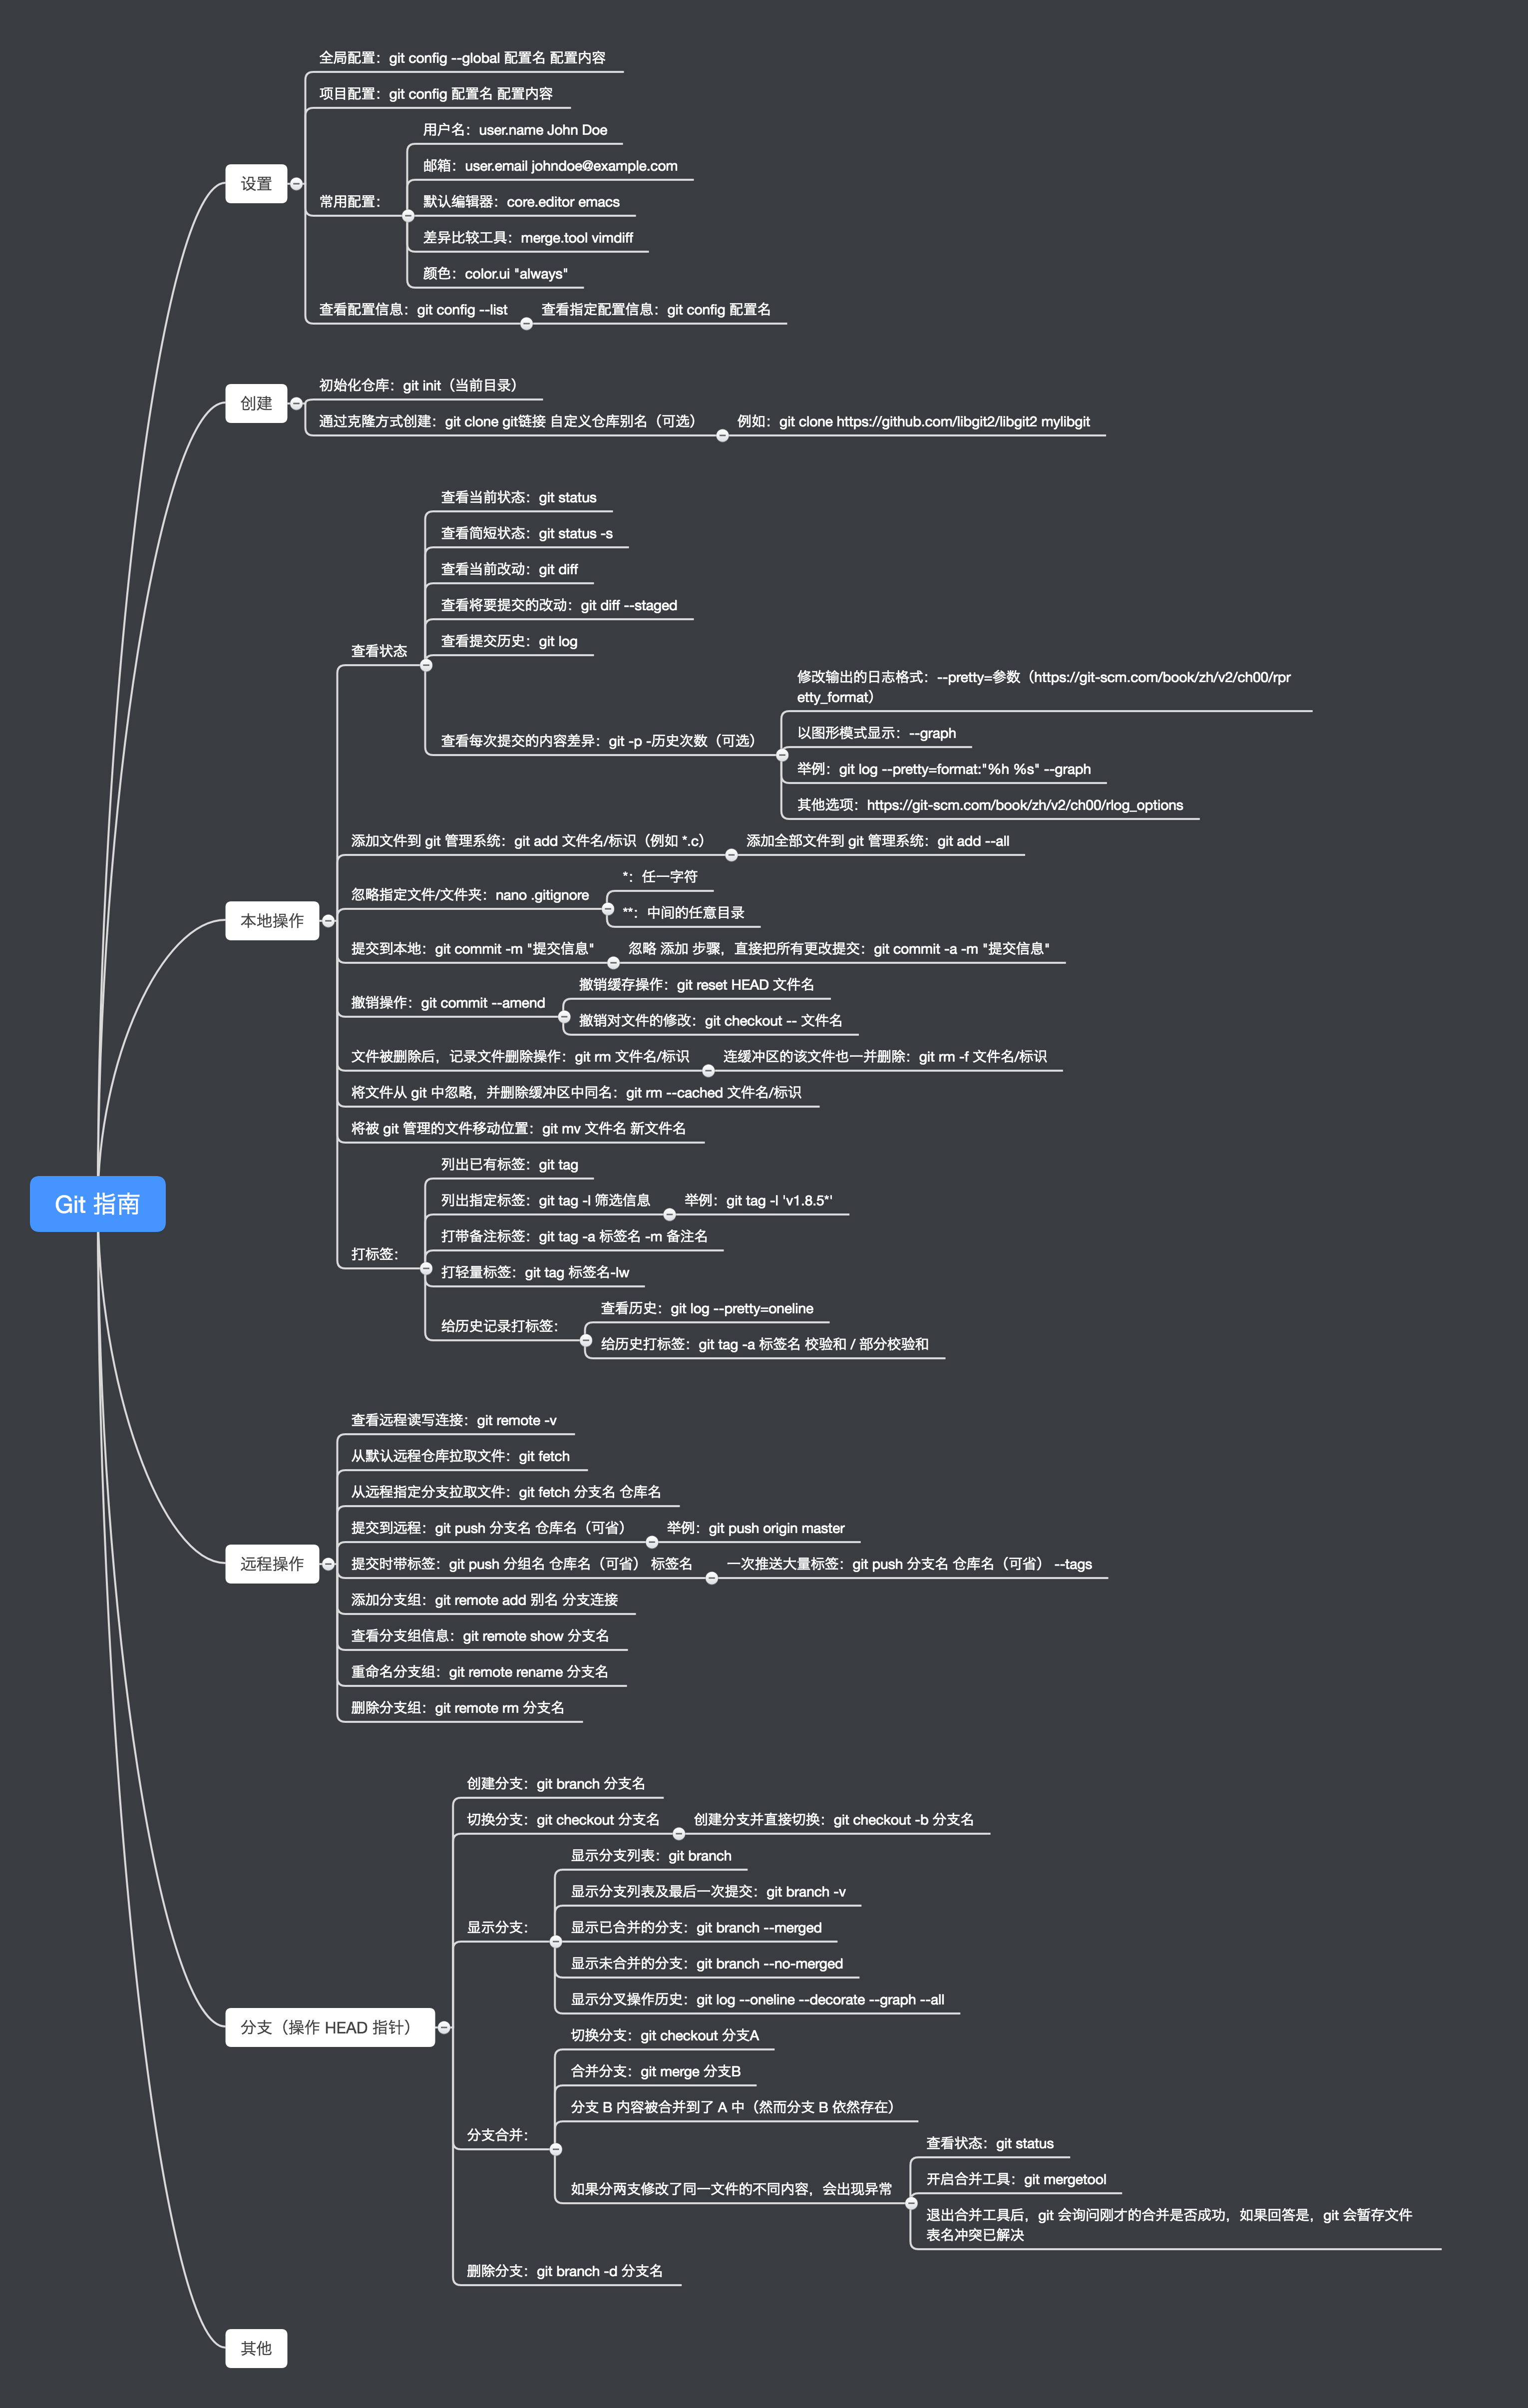 Git 指南
设置
全局配置：git config --global 配置名 配置内容
项目配置：git config 配置名 配置内容
常用配置：
用户名：user.name John Doe
邮箱：user.email johndoe@example.com
默认编辑器：core.editor emacs
差异比较工具：merge.tool vimdiff
颜色：color.ui "always"
查看配置信息：git config --list
查看指定配置信息：git config 配置名
创建
初始化仓库：git init（当前目录）
通过克隆方式创建：git clone git链接 自定义仓库别名（可选）
例如：git clone https://github.com/libgit2/libgit2 mylibgit
本地操作
查看状态
查看当前状态：git status
查看简短状态：git status -s
查看当前改动：git diff
查看将要提交的改动：git diff --staged
查看提交历史：git log
查看每次提交的内容差异：git -p -历史次数（可选）
修改输出的日志格式：--pretty=参数（https://git-scm.com/book/zh/v2/ch00/rpr
etty_format）
以图形模式显示：--graph
举例：git log --pretty=format:"%h %s" --graph
其他选项：https://git-scm.com/book/zh/v2/ch00/rlog_options
添加文件到 git 管理系统：git add 文件名/标识（例如 *.c）
添加全部文件到 git 管理系统：git add --all
忽略指定文件/文件夹：nano .gitignore
*：任一字符
**：中间的任意目录
提交到本地：git commit -m "提交信息"
忽略 添加 步骤，直接把所有更改提交：git commit -a -m "提交信息"
撤销操作：git commit --amend
撤销缓存操作：git reset HEAD 文件名
撤销对文件的修改：git checkout -- 文件名
文件被删除后，记录文件删除操作：git rm 文件名/标识
连缓冲区的该文件也一并删除：git rm -f 文件名/标识
将文件从 git 中忽略，并删除缓冲区中同名：git rm --cached 文件名/标识
将被 git 管理的文件移动位置：git mv 文件名 新文件名
打标签：
列出已有标签：git tag
列出指定标签：git tag -l 筛选信息
举例：git tag -l 'v1.8.5*'
打带备注标签：git tag -a 标签名 -m 备注名
打轻量标签：git tag 标签名-lw
给历史记录打标签：
查看历史：git log --pretty=oneline
给历史打标签：git tag -a 标签名 校验和 / 部分校验和
远程操作
查看远程读写连接：git remote -v
从默认远程仓库拉取文件：git fetch
从远程指定分支拉取文件：git fetch 分支名 仓库名
提交到远程：git push 分支名 仓库名（可省）
举例：git push origin master
提交时带标签：git push 分组名 仓库名（可省） 标签名
一次推送大量标签：git push 分支名 仓库名（可省） --tags
添加分支组：git remote add 别名 分支连接
查看分支组信息：git remote show 分支名
重命名分支组：git remote rename 分支名
删除分支组：git remote rm 分支名
分支（操作 HEAD 指针）
创建分支：git branch 分支名
切换分支：git checkout 分支名
创建分支并直接切换：git checkout -b 分支名
显示分支：
显示分支列表：git branch
显示分支列表及最后一次提交：git branch -v
显示已合并的分支：git branch --merged
显示未合并的分支：git branch --no-merged
显示分叉操作历史：git log --oneline --decorate --graph --all
分支合并：
切换分支：git checkout 分支A
合并分支：git merge 分支B
分支 B 内容被合并到了 A 中（然而分支 B 依然存在）
如果分两支修改了同一文件的不同内容，会出现异常
查看状态：git status
开启合并工具：git mergetool
退出合并工具后，git 会询问刚才的合并是否成功，如果回答是，git 会暂存文件
表名冲突已解决
删除分支：git branch -d 分支名
其他